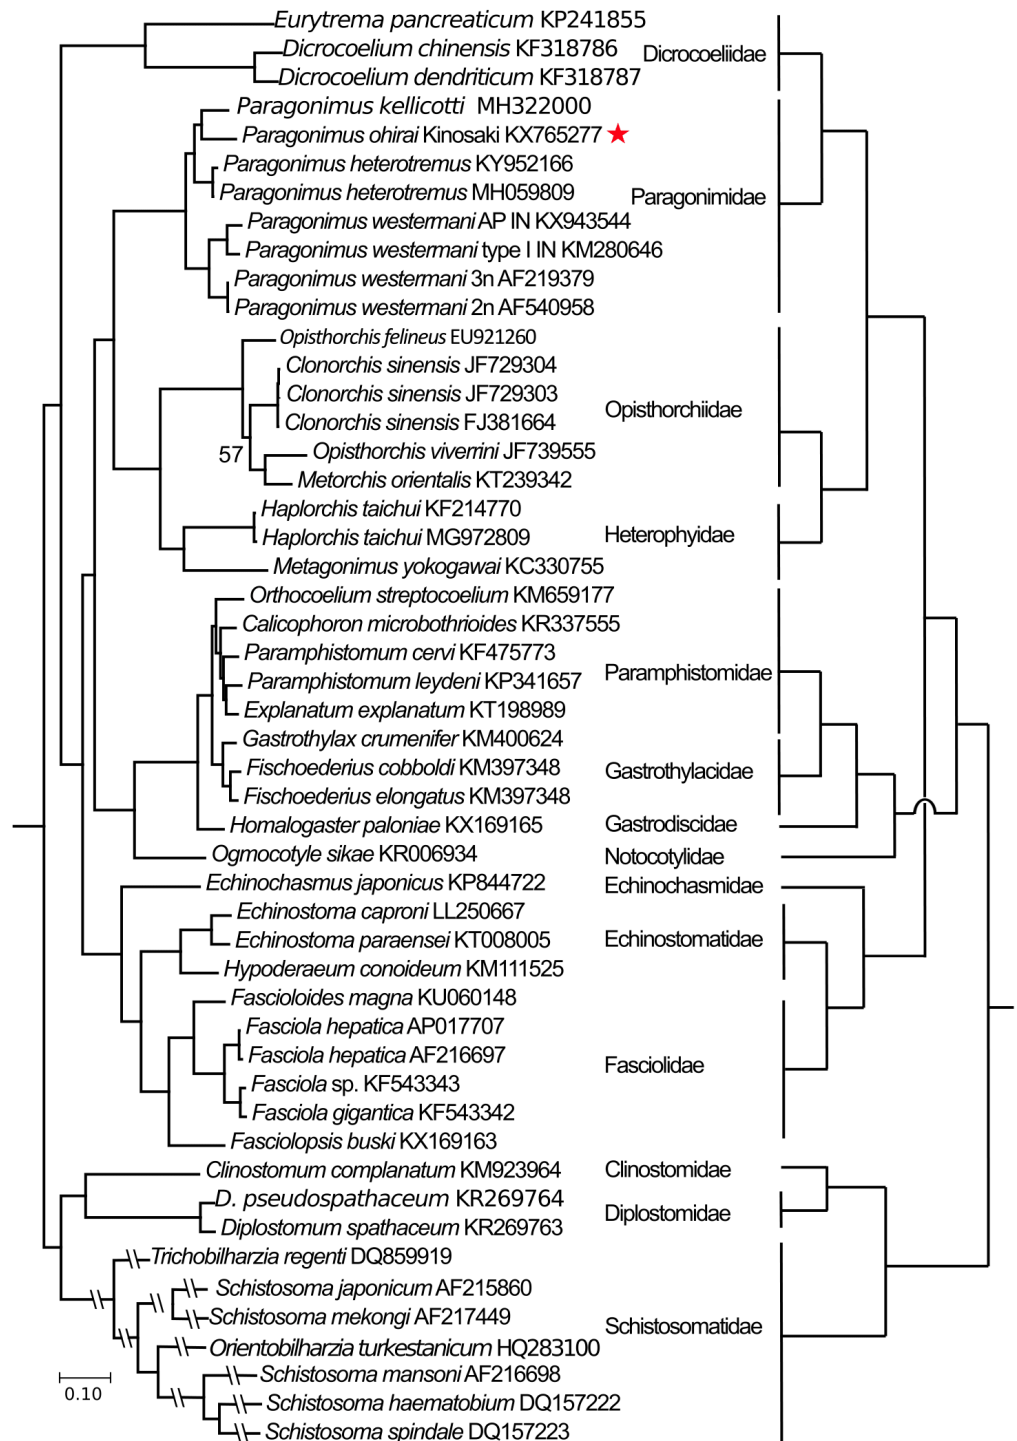 Eurytrema pancreaticum KP241855
Dicrocoelium chinensis KF318786
Dicrocoeliidae
Dicrocoelium dendriticum KF318787
Paragonimus kellicotti MH322000
Paragonimus ohirai Kinosaki KX765277
Paragonimus heterotremus KY952166
Paragonimus heterotremus MH059809
Paragonimidae
Paragonimus westermani AP IN KX943544
Paragonimus westermani type I IN KM280646
Paragonimus westermani 3n AF219379
Paragonimus westermani 2n AF540958
Opisthorchis felineus EU921260
Clonorchis sinensis JF729304
Clonorchis sinensis JF729303
Opisthorchiidae
Clonorchis sinensis FJ381664
57
Opisthorchis viverrini JF739555
Metorchis orientalis KT239342
Haplorchis taichui KF214770
Heterophyidae
Haplorchis taichui MG972809
Metagonimus yokogawai KC330755
Orthocoelium streptocoelium KM659177
Calicophoron microbothrioides KR337555
Paramphistomum cervi KF475773
Paramphistomidae
Paramphistomum leydeni KP341657
Explanatum explanatum KT198989
Gastrothylax crumenifer KM400624
Fischoederius cobboldi KM397348
Gastrothylacidae
Fischoederius elongatus KM397348
Homalogaster paloniae KX169165
Gastrodiscidae
Ogmocotyle sikae KR006934
Notocotylidae
Echinochasmus japonicus KP844722
Echinochasmidae
Echinostoma caproni LL250667
Echinostoma paraensei KT008005
Echinostomatidae
Hypoderaeum conoideum KM111525
Fascioloides magna KU060148
Fasciola hepatica AP017707
Fasciola hepatica AF216697
Fasciolidae
Fasciola sp. KF543343
Fasciola gigantica KF543342
Fasciolopsis buski KX169163
Clinostomum complanatum KM923964
Clinostomidae
D. pseudospathaceum KR269764
Diplostomidae
Diplostomum spathaceum KR269763
Trichobilharzia regenti DQ859919
Schistosoma japonicum AF215860
Schistosoma mekongi AF217449
Schistosomatidae
Orientobilharzia turkestanicum HQ283100
Schistosoma mansoni AF216698
0.10
Schistosoma haematobium DQ157222
Schistosoma spindale DQ157223